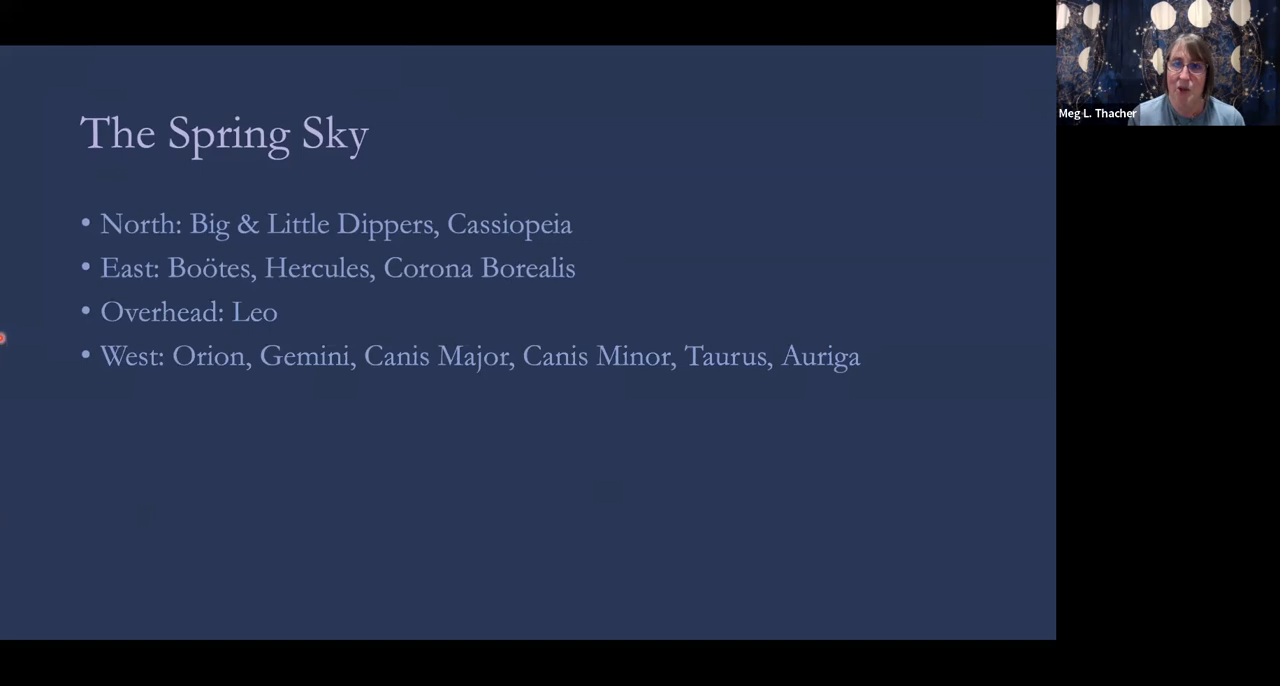 The Spring Sky
• North: Big & Little Dippers, Cassiopeia
• East: Boötes, Hercules, Corona Borealis
• Overhead: Leo
• West: Orion, Gemini, Canis Major, Canis Minor, Taurus, Auriga
Meg L. Thacher